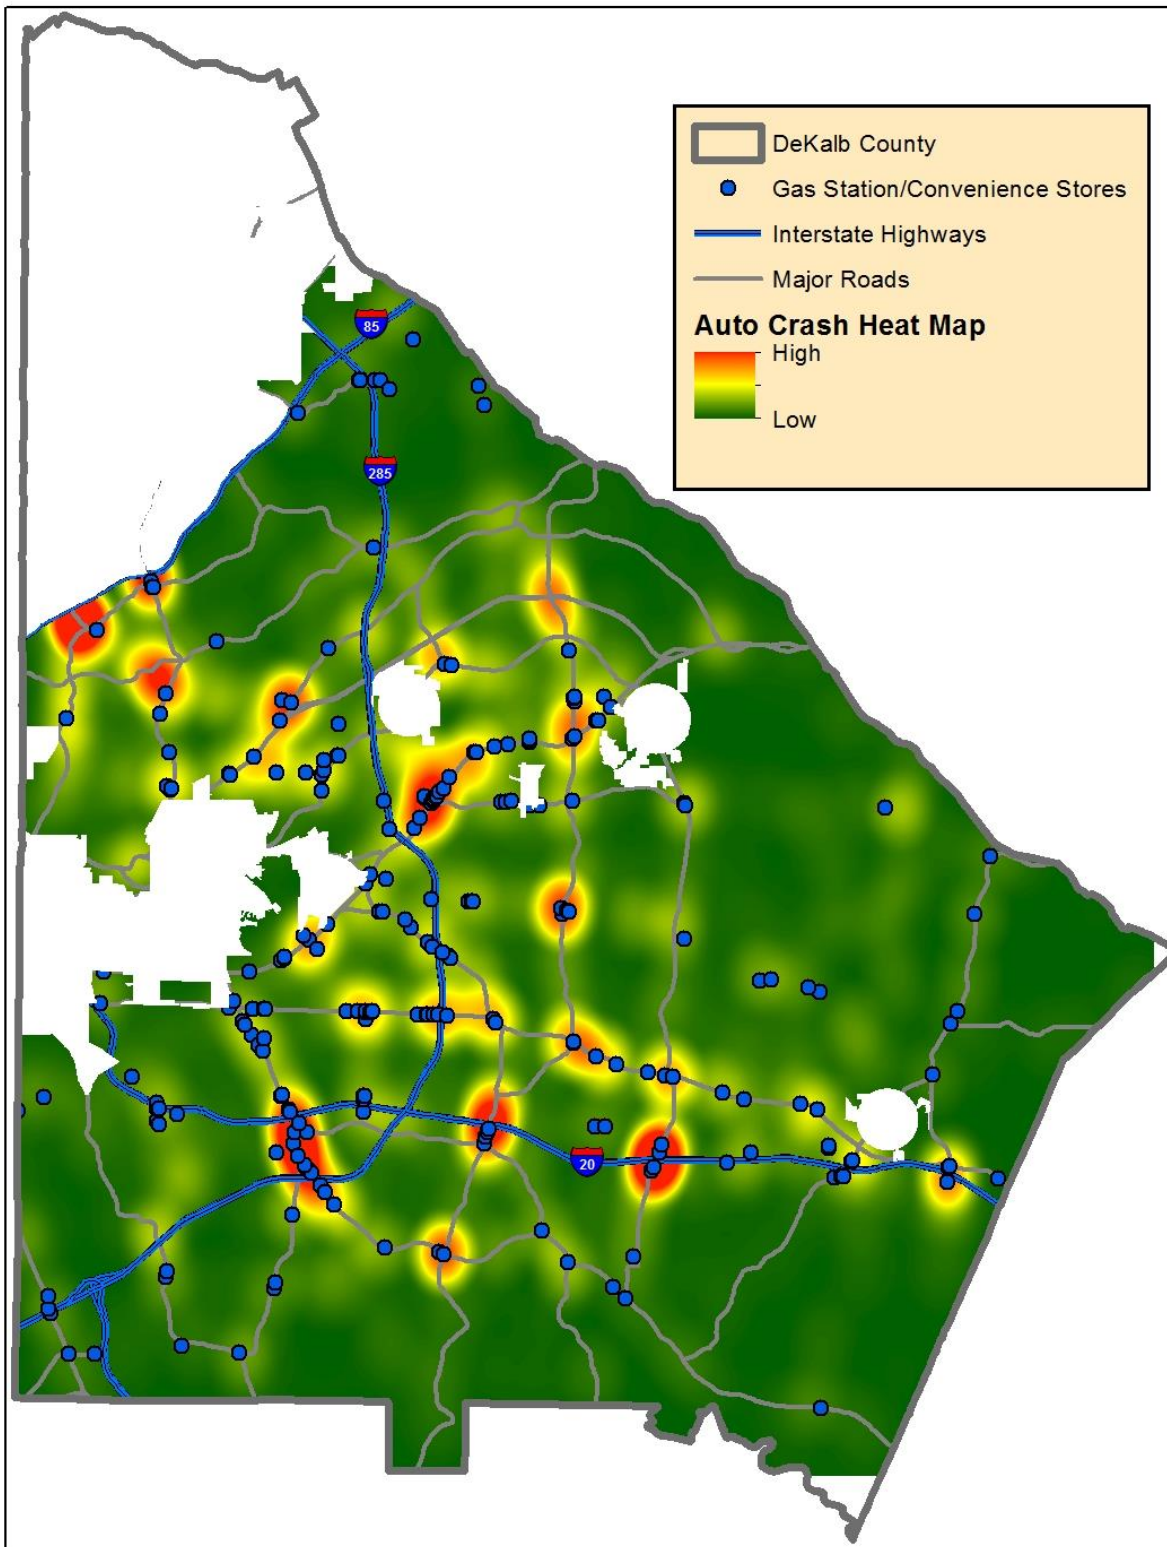 DeKalb County
Gas Station/Convenience Stores
Interstate Highways
Major Roads
Auto Crash Heat Map
High
Low
85
285
20